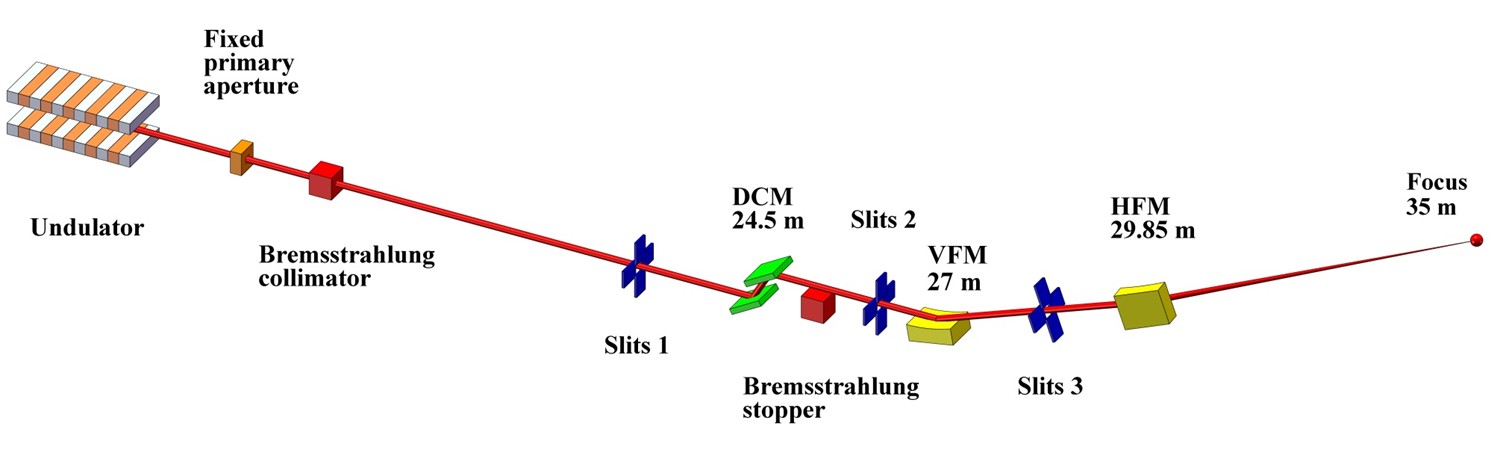 Fixed
primary
aperture
Undulator
Bremsstrahlung
collimator
Slits 1
DCM
24.5 m
Bremsstrahlung
stopper
Slits 2
VFM
27 m
Slits 3
HFM
29.85 m
Focus
35 m